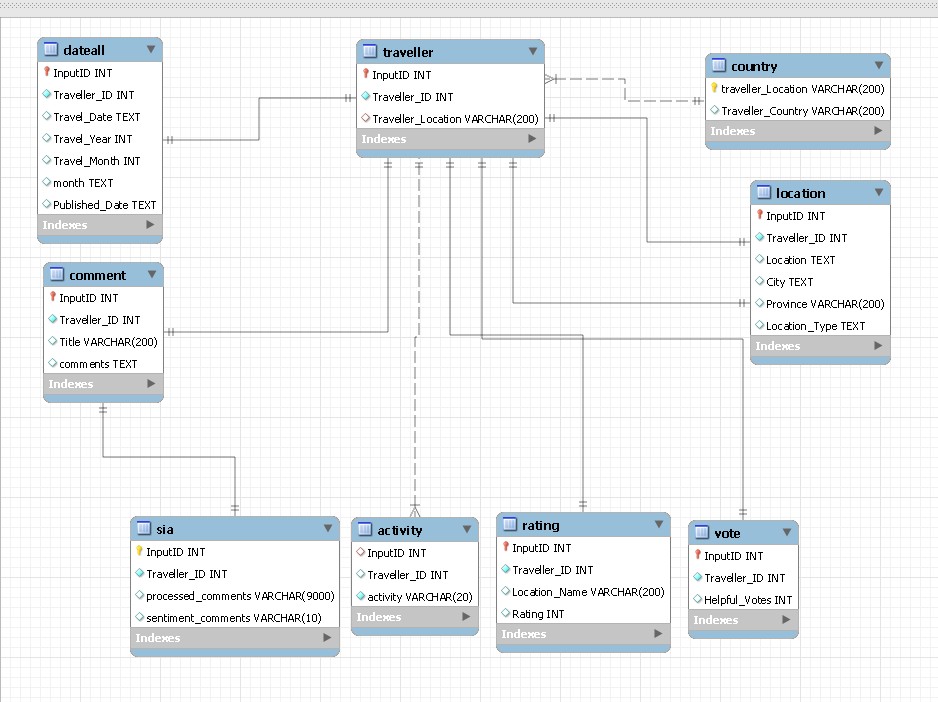 dateall
InputID INT
Traveller_ID INT
Travel_Date TEXT
Travel_Year INT
Travel_Month INT
month TEXT
Published_Date TEXT
Indexes
traveller
InputID INT
Traveller_ID INT
Traveller_Location VARCHAR(200)
Indexes
country
traveller_Location VARCHAR(200)
Traveller_Country VARCHAR(200)
Indexes
location
InputID INT
Traveller_ID INT
Location TEXT
City TEXT
Province VARCHAR(200)
Location_Type TEXT
Indexes
comment
InputID INT
Traveller_ID INT
Title VARCHAR(200)
comments TEXT
Indexes
sia
InputID INT
Traveller_ID INT
processed_comments VARCHAR(9000)
sentiment_comments VARCHAR(10)
Indexes
activity
InputID INT
Traveller_ID INT
activity VARCHAR(20)
Indexes
rating
InputID INT
Traveller_ID INT
Location_Name VARCHAR(200)
Rating INT
Indexes
vote
InputID INT
Traveller_ID INT
Helpful_Votes INT
Indexes